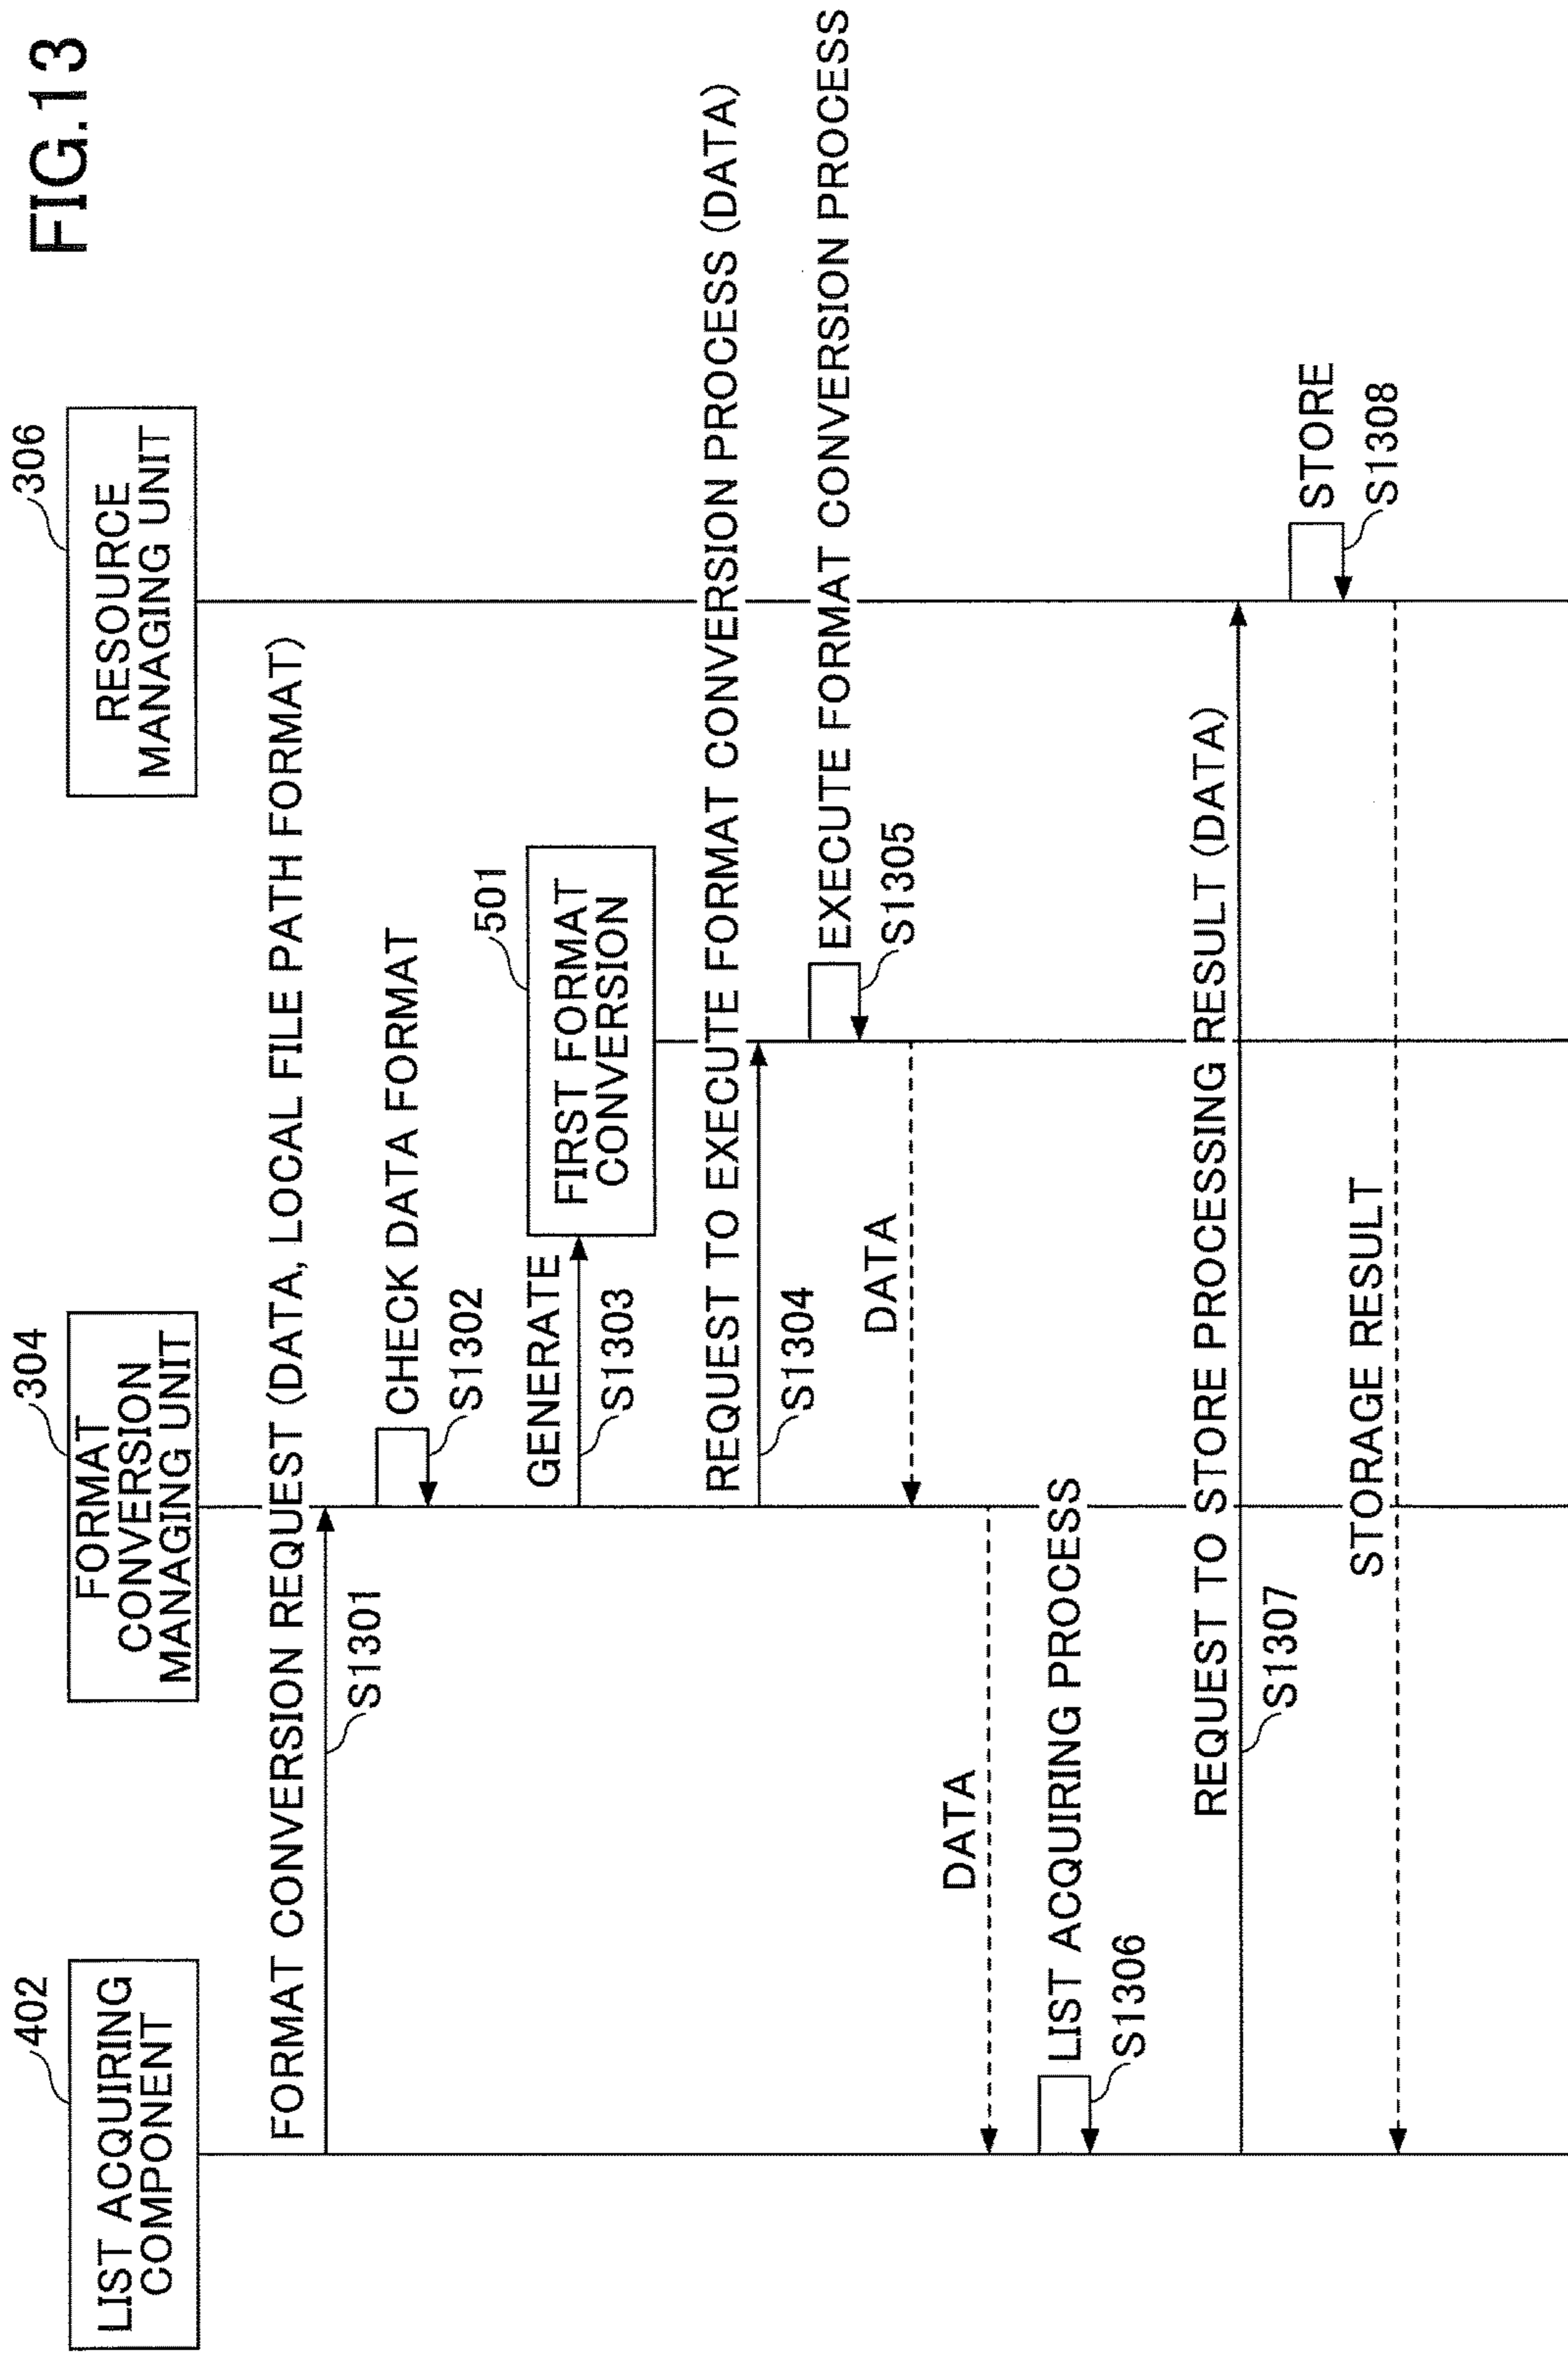 FIG.13
402
LIST ACQUIRING
COMPONENT
304
FORMAT
CONVERSION
MANAGING UNIT
306
RESOURCE
MANAGING UNIT
FORMAT CONVERSION REQUEST (DATA, LOCAL FILE PATH FORMAT)
S1301
CHECK DATA FORMAT
S1302
501
FIRST FORMAT
CONVERSION
GENERATE
S1303
REQUEST TO EXECUTE FORMAT CONVERSION PROCESS (DATA)
S1304
EXECUTE FORMAT CONVERSION PROCESS
S1305
DATA
DATA
LIST ACQUIRING PROCESS
S1306
REQUEST TO STORE PROCESSING RESULT (DATA)
S1307
STORE
S1308
STORAGE RESULT